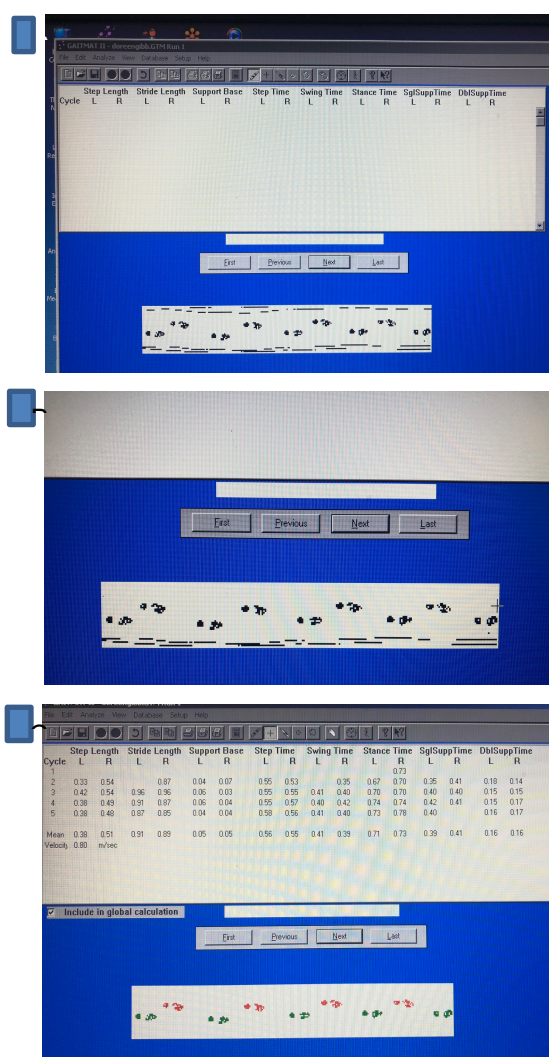 GAITMAT II - doreengibb.GTM Run 1
File Edit Analyze View Database Setup Help
Step Length Stride Length Support Base Step Time Swing Time Stance Time SglSuppTime DblSuppTime
Cycle L R L R L R L R L R L R L R L R
First Previous Next Last
First Previous Next Last
File Edit Analyze View Database Setup Help
Step Length Stride Length Support Base Step Time Swing Time Stance Time SglSuppTime DblSuppTime
Cycle L R L R L R L R L R L R L R L R
1 0.73
2 0.33 0.54 0.87 0.04 0.07 0.55 0.53 0.35 0.67 0.70 0.35 0.41 0.18 0.14
3 0.42 0.54 0.96 0.96 0.06 0.03 0.55 0.55 0.41 0.40 0.70 0.70 0.40 0.40 0.15 0.15
4 0.38 0.49 0.91 0.87 0.06 0.04 0.55 0.57 0.40 0.42 0.74 0.74 0.42 0.41 0.15 0.17
5 0.38 0.48 0.87 0.85 0.04 0.04 0.58 0.56 0.41 0.40 0.73 0.78 0.40 0.16 0.17
Mean 0.38 0.51 0.91 0.89 0.05 0.05 0.56 0.55 0.41 0.39 0.71 0.73 0.39 0.41 0.16 0.16
Velocity 0.80 m/sec
Include in global calculation
First Previous Next Last